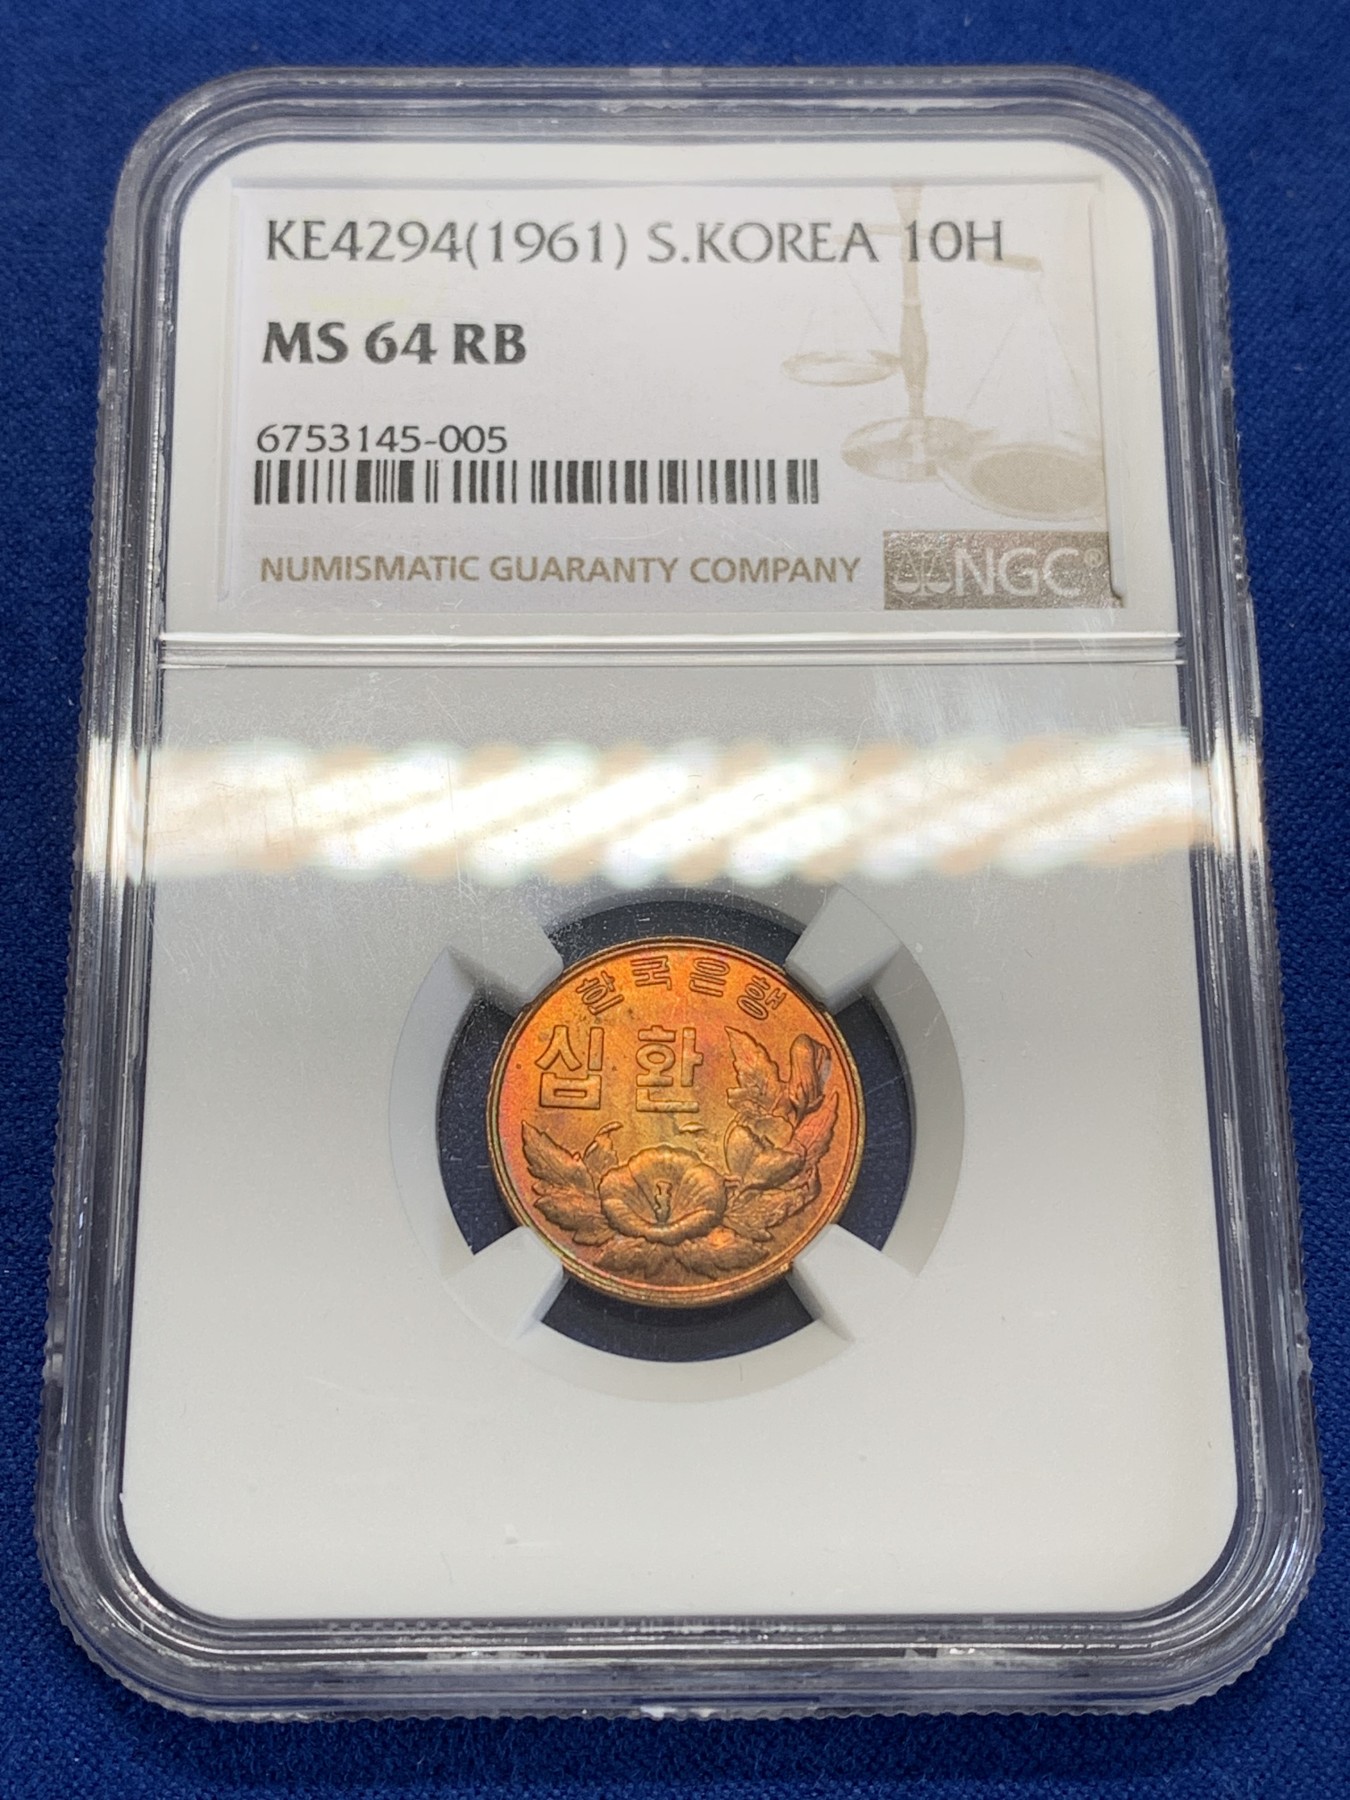 KE4294(1961) S.KOREA 10H
MS 64 RB
6753145-005
NUMISMATIC GUARANTY COMPANY
NGC®
한국은행
십 환